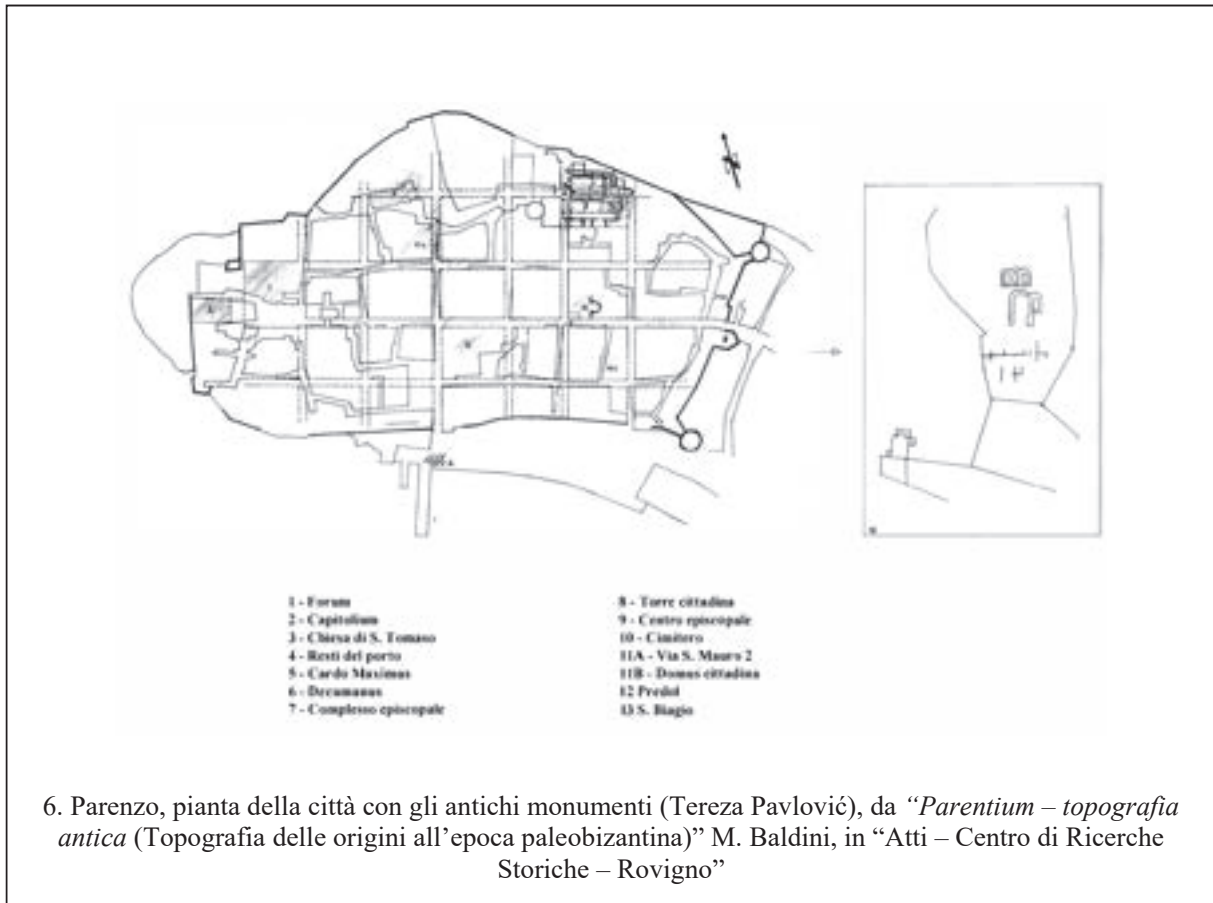 1 - Forum
2 - Capitolium
3 - Chiesa di S. Tomaso
4 - Resti del porto
5 - Cardo Maximus
6 - Decumanus
7 - Complesso episcopale
8 - Torre cittadina
9 - Centro episcopale
10 - Cimitero
11A - Via S. Mauro 2
11B - Domus cittadina
12 Predol
13 S. Biagio
6. Parenzo, pianta della città con gli antichi monumenti (Tereza Pavlović), da “Parentium – topografia
antica (Topografia delle origini all’epoca paleobizantina)” M. Baldini, in “Atti – Centro di Ricerche
Storiche – Rovigno”